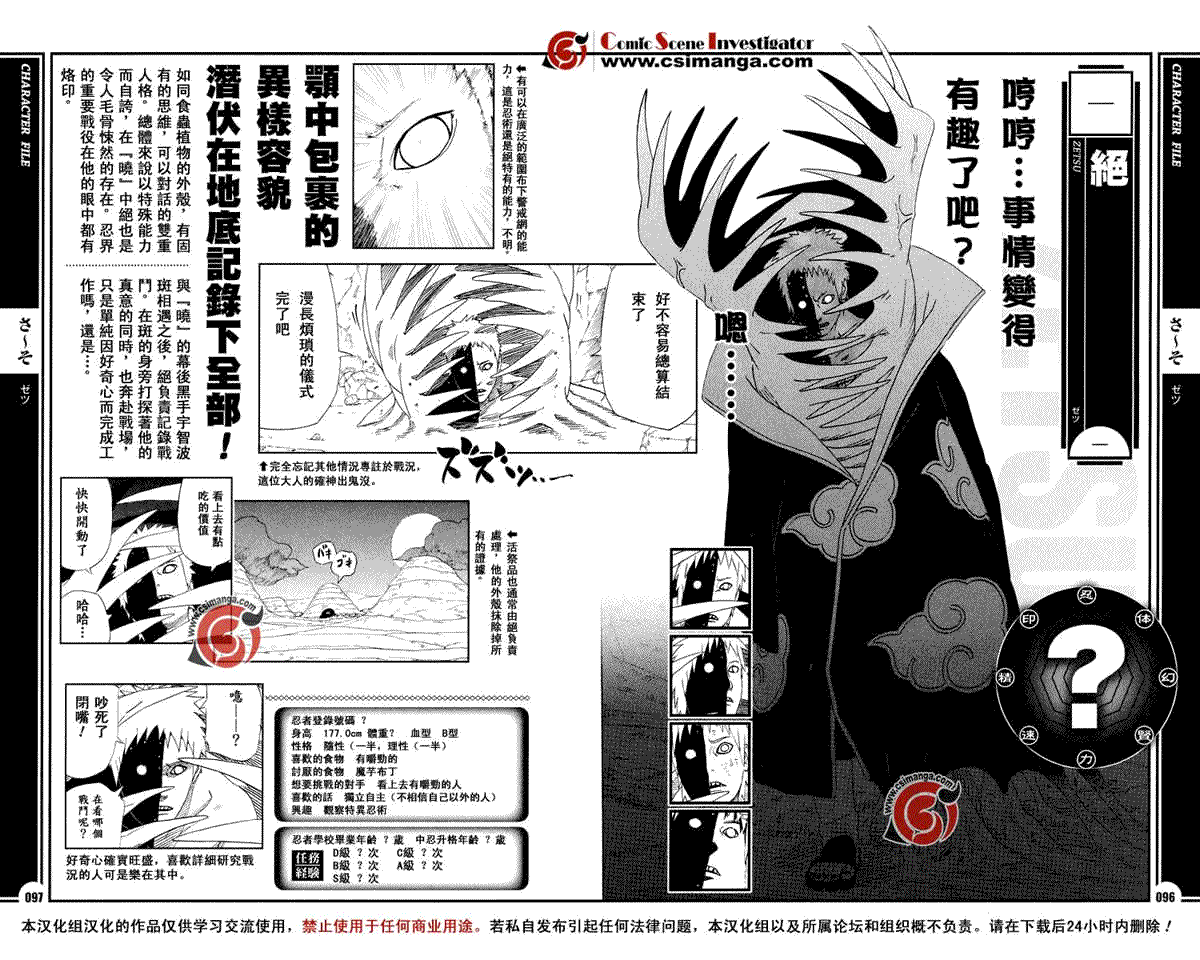 Comic Scene Investigator
www.csimanga.com
CHARACTER FILE
さ～そ
ゼツ
096
一
絕
ZETSU
ゼツ
一
哼哼…事情變得
有趣了吧？
嗯……
忍
体
幻
賢
力
速
精
印
?
⬆有可以在廣泛的範圍布下警戒網的能
力，這是忍術還是絕特有的能力，不明。
顎中包裹的
異樣容貌
潛伏在地底記錄下全部！
如同食蟲植物的外殼，有固
有的思維，可以對話的雙重
人格。總體來說以特殊能力
而自誇，在『曉』中絕也是
令人毛骨悚然的存在。忍界
的重要戰役在他的眼中都有
烙印。
與『曉』的幕後黑手宇智波
斑相遇之後，絕負責記錄戰
鬥。在斑的身旁打探著他的
真意的同時，也奔赴戰場，
只是單純因好奇心而完成工
作嗎，還是…。
好不容易總算結
束了
漫長煩瑣的儀式
完了吧
ズズズッ…
⬆完全忘記其他情況專註於戰況，
這位大人的確神出鬼沒。
⬆活祭品也通常由絕負責
處理，他的外殼抹除掉所
有的證據。
バキ
ゴキ
看上去有點
吃的價值
快快開動了
哈哈…
www.csimanga.com
噫——？
吵死了
閉嘴！
在看哪個
戰鬥呢？
好奇心確實旺盛，喜歡詳細研究戰
況的人可是樂在其中。
忍者登錄號碼 ？
身高 177.0cm 體重？ 血型 B型
性格 隨性（一半，理性（一半）
喜歡的食物 有嚼勁的
討厭的食物 魔芋布丁
想要挑戰的對手 看上去有嚼勁的人
喜歡的話 獨立自主（不相信自己以外的人）
興趣 觀察特異忍術
忍者學校畢業年齡 ？歲 中忍升格年齡 ？歲
任務經驗
D級 ？次 C級 ？次
B級 ？次 A級 ？次
S級 ？次
www.csimanga.com
CHARACTER FILE
さ～そ
ゼツ
097
本汉化组汉化的作品仅供学习交流使用，禁止使用于任何商业用途。若私自发布引起任何法律问题，本汉化组以及所属论坛和组织概不负责。请在下载后24小时内删除！